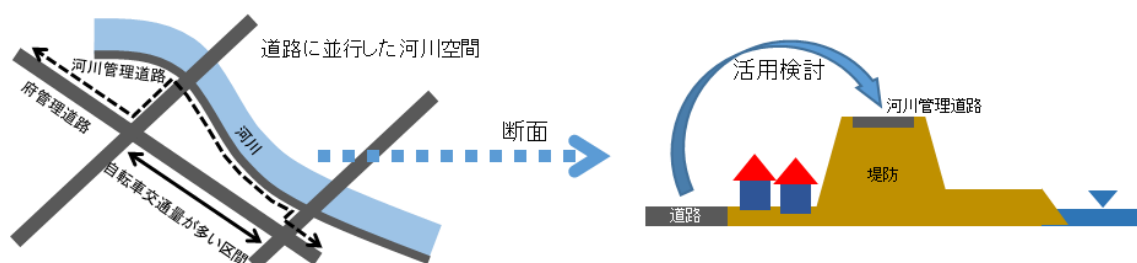 道路に並行した河川空間
河川管理道路
府管理道路
河川
自転車交通量が多い区間
断面
活用検討
河川管理道路
堤防
道路